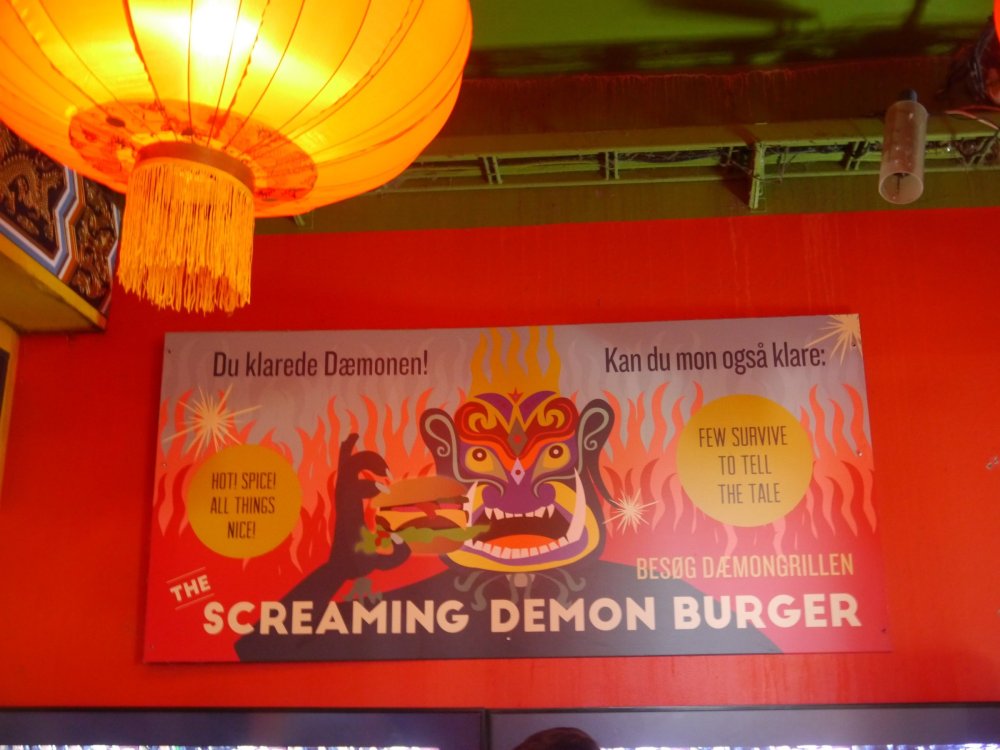 Du klarede Dæmonen!
Kan du mon også klare:
HOT! SPICE!
ALL THINGS
NICE!
FEW SURVIVE
TO TELL
THE TALE
BESØG DÆMONGRILLEN
THE
SCREAMING DEMON BURGER